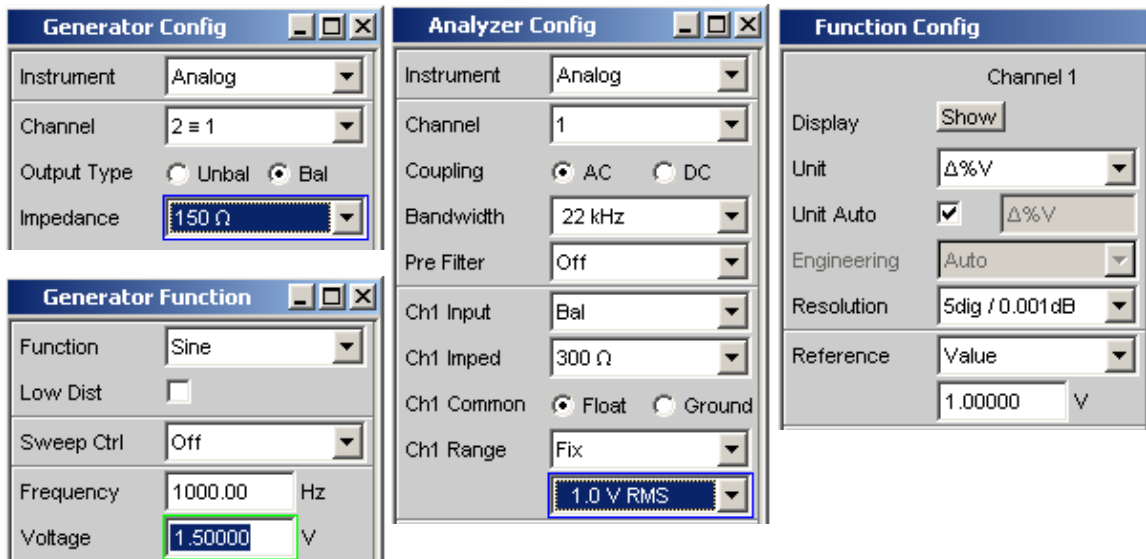 Generator Config
Instrument Analog
Channel 2 ≡ 1
Output Type Unbal Bal
Impedance 150 Ω
Generator Function
Function Sine
Low Dist
Sweep Ctrl Off
Frequency 1000.00 Hz
Voltage 1.50000 V
Analyzer Config
Instrument Analog
Channel 1
Coupling AC DC
Bandwidth 22 kHz
Pre Filter Off
Ch1 Input Bal
Ch1 Imped 300 Ω
Ch1 Common Float Ground
Ch1 Range Fix
1.0 V RMS
Function Config
Channel 1
Display Show
Unit Δ%V
Unit Auto Δ%V
Engineering Auto
Resolution 5dig / 0.001dB
Reference Value
1.00000 V